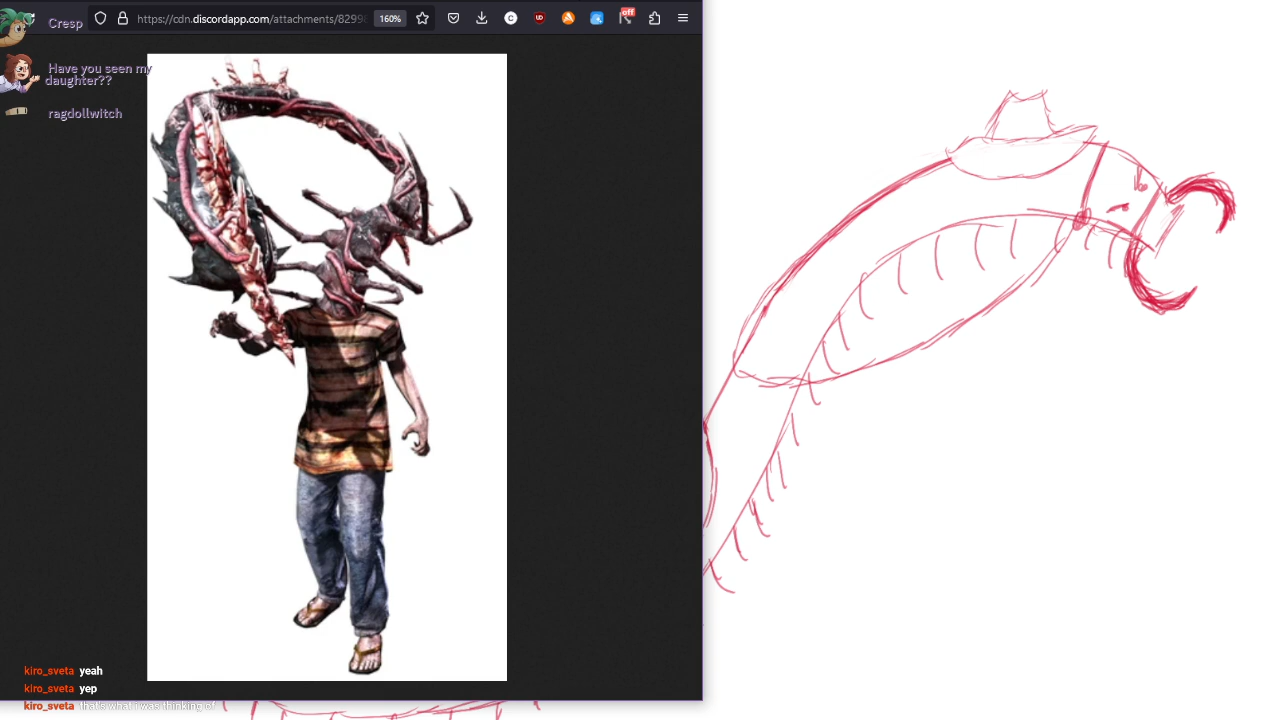 Cresp
https://cdn.discordapp.com/attachments/8299
160%
off
Have you seen my
daughter??
ragdollwitch
kiro_sveta yeah
kiro_sveta yep
kiro_sveta that's what i was thinking of